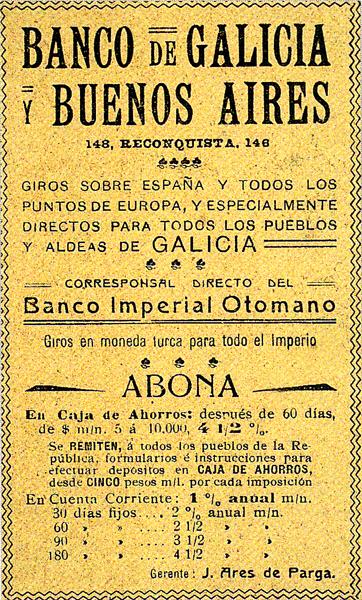 BANCO DE GALICIA
Y BUENOS AIRES
148, RECONQUISTA, 146
GIROS SOBRE ESPAÑA Y TODOS LOS
PUNTOS DE EUROPA, Y ESPECIALMENTE
DIRECTOS PARA TODOS LOS PUEBLOS
Y ALDEAS DE GALICIA
CORRESPONSAL DIRECTO DEL
Banco Imperial Otomano
Giros en moneda turca para todo el Imperio
ABONA
En Caja de Ahorros: después de 60 días,
de $ m/n. 5 á 10.000, 4 1/2 %.
Se REMITEN, á todos los pueblos de la Re-
pública, formularios é instrucciones para
efectuar depositos en CAJA DE AHORROS,
desde CINCO pesos m/l. por cada imposición
En Cuenta Corriente: 1 % anual m/n.
30 días fijos.... 2 % anual m/n.
60 » » .... 2 1/2 » »
90 » » .... 3 1/2 » »
180 » » .... 4 1/2 » »
Gerente: J. Ares de Parga.